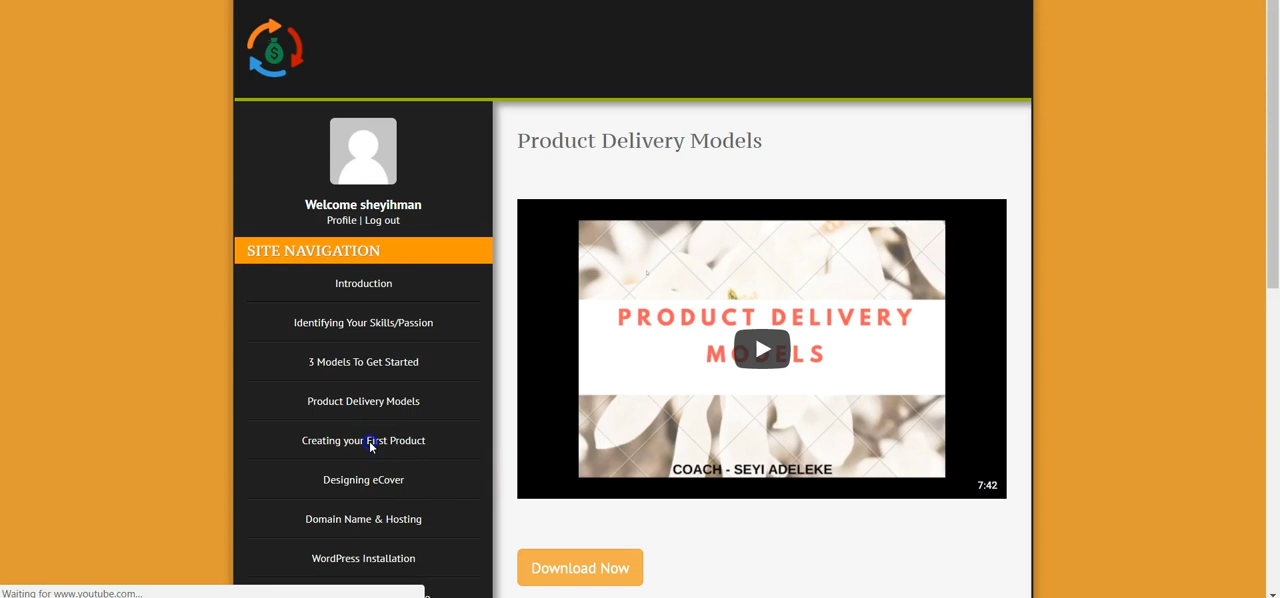 $
Product Delivery Models
Welcome sheyihman
Profile | Log out
SITE NAVIGATION
Introduction
Identifying Your Skills/Passion
3 Models To Get Started
Product Delivery Models
Creating your First Product
Designing eCover
Domain Name & Hosting
WordPress Installation
PRODUCT DELIVERY
MODELS
COACH - SEYI ADELEKE
7:42
Download Now
Waiting for www.youtube.com...